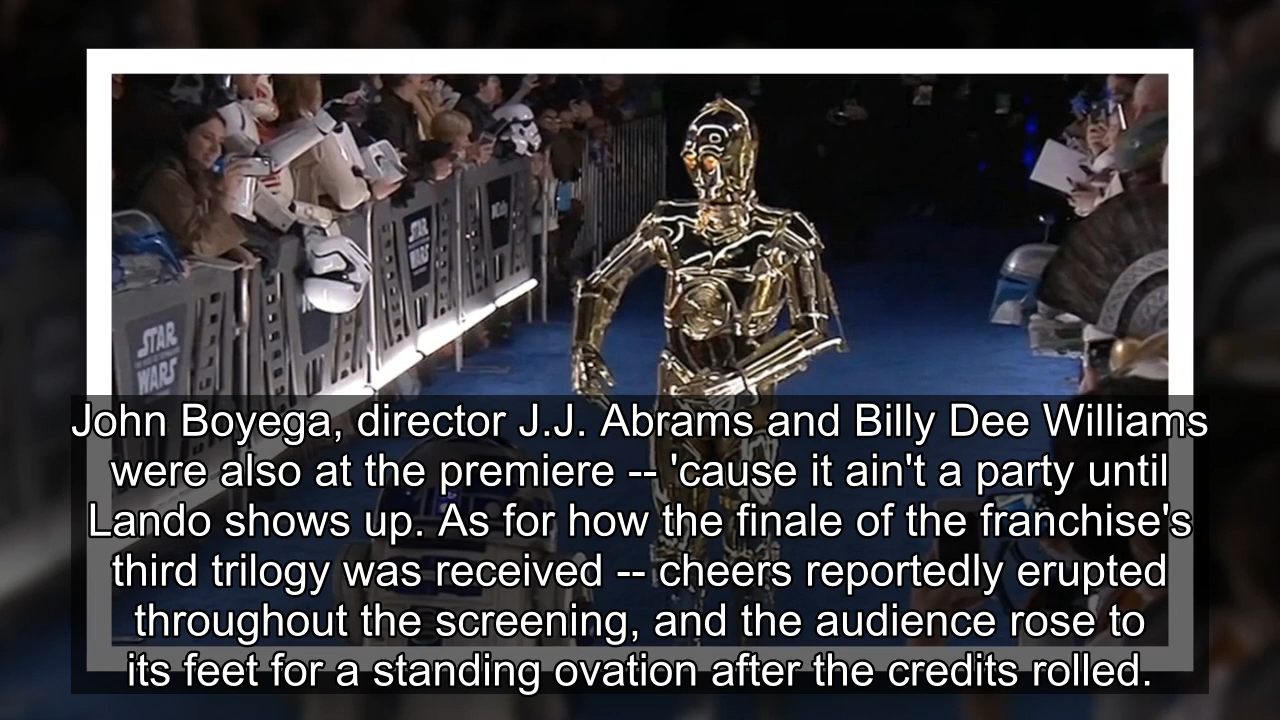 STAR
WARS
STAR
WARS
John Boyega, director J.J. Abrams and Billy Dee Williams
were also at the premiere -- 'cause it ain't a party until
Lando shows up. As for how the finale of the franchise's
third trilogy was received -- cheers reportedly erupted
throughout the screening, and the audience rose to
its feet for a standing ovation after the credits rolled.